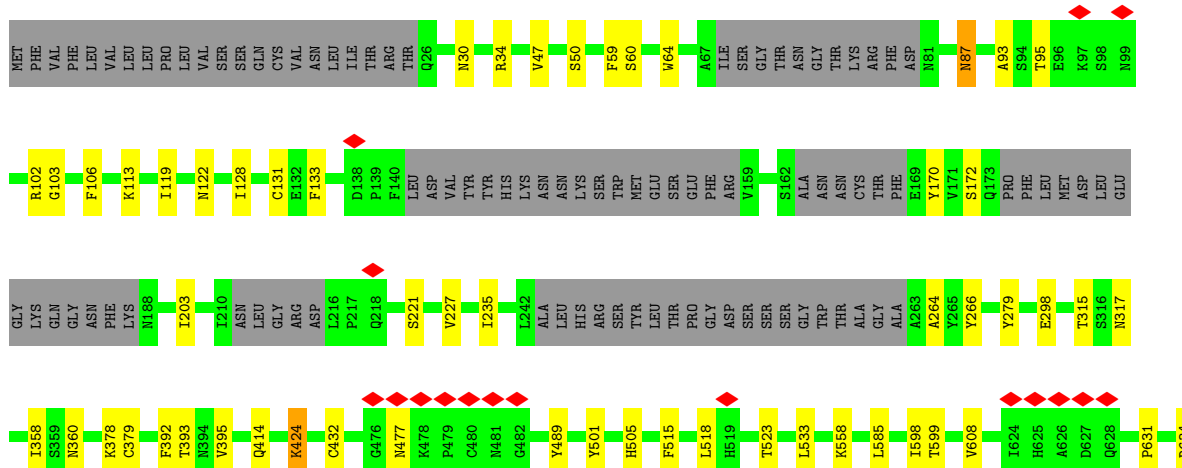 MET PHE VAL PHE LEU VAL LEU LEU PRO LEU VAL SER SER GLN CYS VAL ASN LEU ILE THR ARG THR Q26 N30 R34 V47 S50 F59 S60 W64 A67 ILE SER GLY THR ASN GLY THR LYS ARG PHE ASP N81 N87 A93 S94 T95 E96 K97 S98 N99
R102 G103 F106 K113 I119 N122 I128 C131 E132 F133 D138 P139 F140 LEU ASP VAL TYR TYR HIS LYS ASN ASN LYS SER TRP MET GLU SER GLU PHE ARG V159 S162 ALA ASN ASN CYS THR PHE E169 Y170 V171 S172 Q173 PRO PHE LEU MET ASP LEU GLU
GLY LYS GLN GLY ASN PHE LYS N188 I203 I210 ASN LEU GLY ARG ASP L216 P217 Q218 S221 V227 I235 L242 ALA LEU HIS ARG SER TYR LEU THR PRO GLY ASP SER SER SER GLY TRP THR ALA GLY ALA A263 A264 Y265 Y266 Y279 E298 T315 S316 N317
I358 S359 N360 K378 C379 F392 T393 N394 V395 Q414 K424 C432 G476 N477 K478 P479 C480 N481 G482 Y489 Y501 H505 F515 L518 H519 T523 L533 K558 L585 I598 T599 V608 I624 H625 A626 D627 Q628 P631